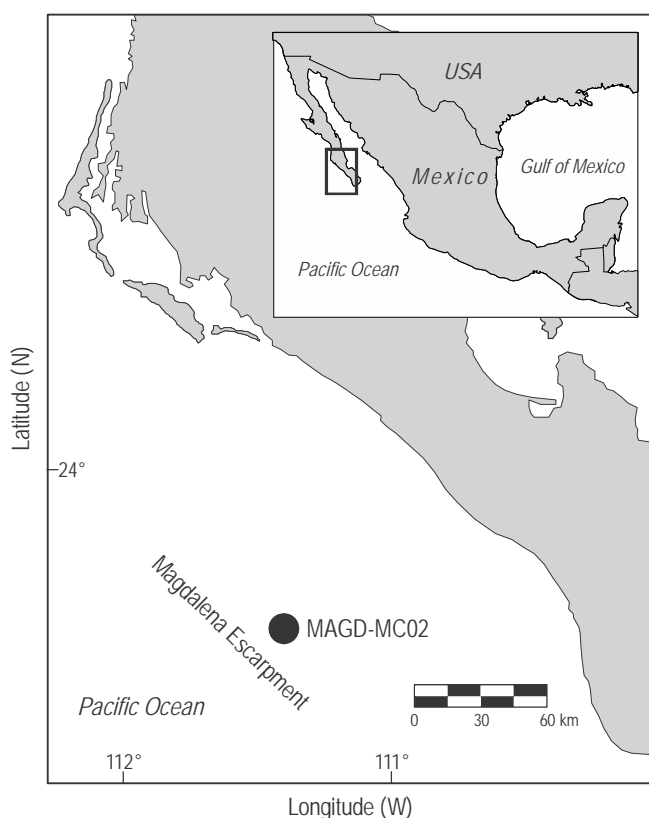 USA
Mexico
Gulf of Mexico
Pacific Ocean
Latitude (N)
24°
Magdalena Escarpment
MAGD-MC02
Pacific Ocean
0 30 60 km
112° 111°
Longitude (W)